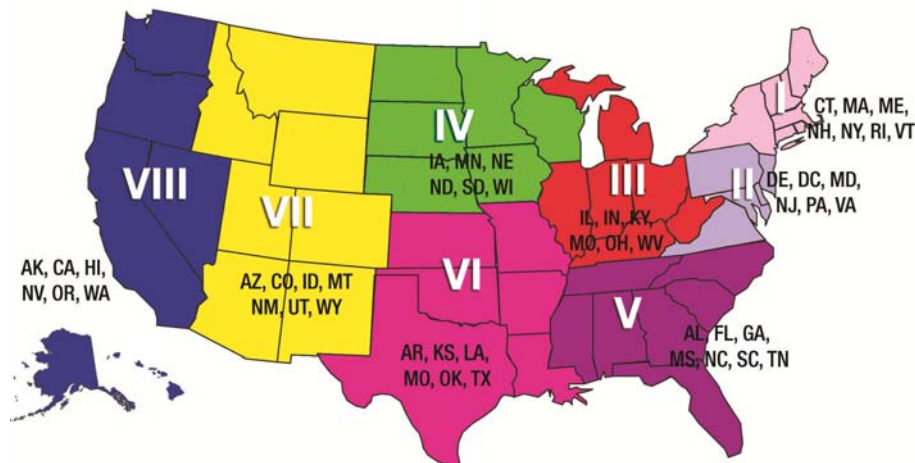 I
CT, MA, ME,
NH, NY, RI, VT
II
DE, DC, MD,
NJ, PA, VA
III
IL, IN, KY,
MO, OH, WV
IV
IA, MN, NE
ND, SD, WI
V
AL, FL, GA,
MS, NC, SC, TN
VI
AR, KS, LA,
MO, OK, TX
VII
AZ, CO, ID, MT
NM, UT, WY
VIII
AK, CA, HI,
NV, OR, WA